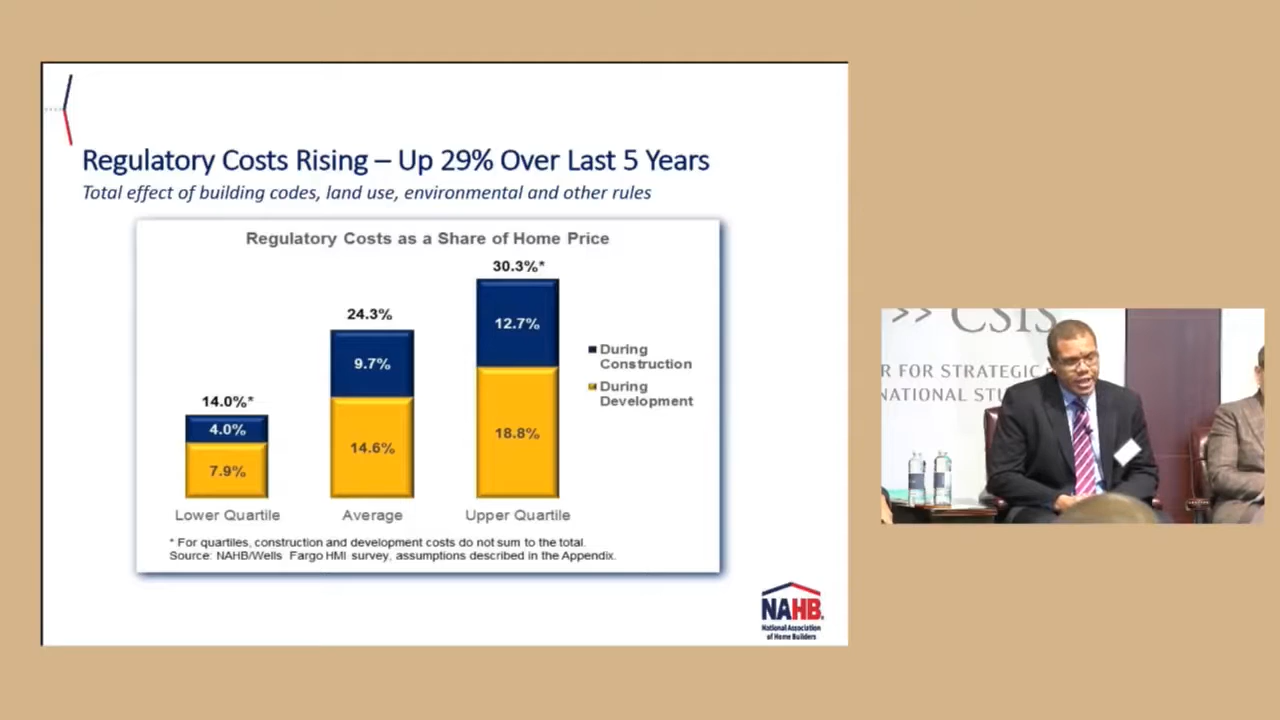 Regulatory Costs Rising – Up 29% Over Last 5 Years
Total effect of building codes, land use, environmental and other rules
Regulatory Costs as a Share of Home Price
30.3%*
24.3%
12.7%
During
Construction
9.7%
During
Development
14.0%*
4.0%
18.8%
14.6%
7.9%
Lower Quartile
Average
Upper Quartile
* For quartiles, construction and development costs do not sum to the total.
Source: NAHB/Wells Fargo HMI survey, assumptions described in the Appendix.
NAHB
National Association
of Home Builders
>> CSIS
R FOR STRATEGIC
NATIONAL STU